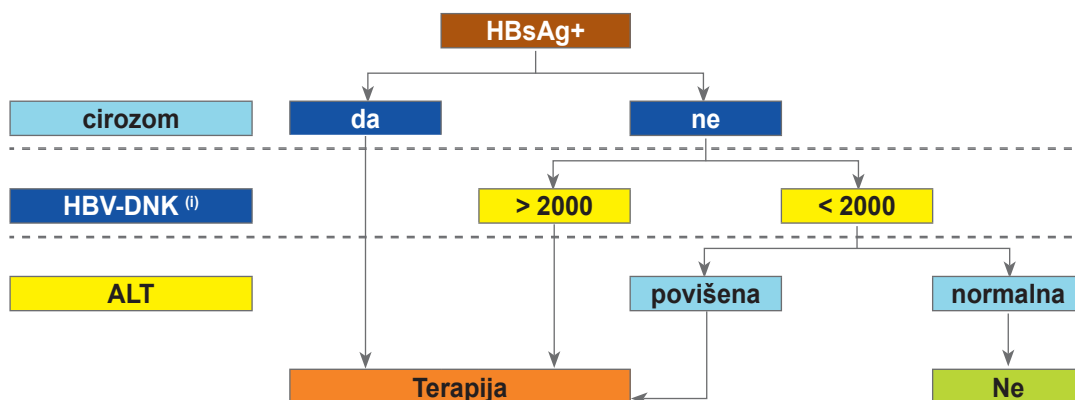 HBsAg+
cirozom
da
ne
HBV-DNK (i)
> 2000
< 2000
ALT
povišena
normalna
Terapija
Ne